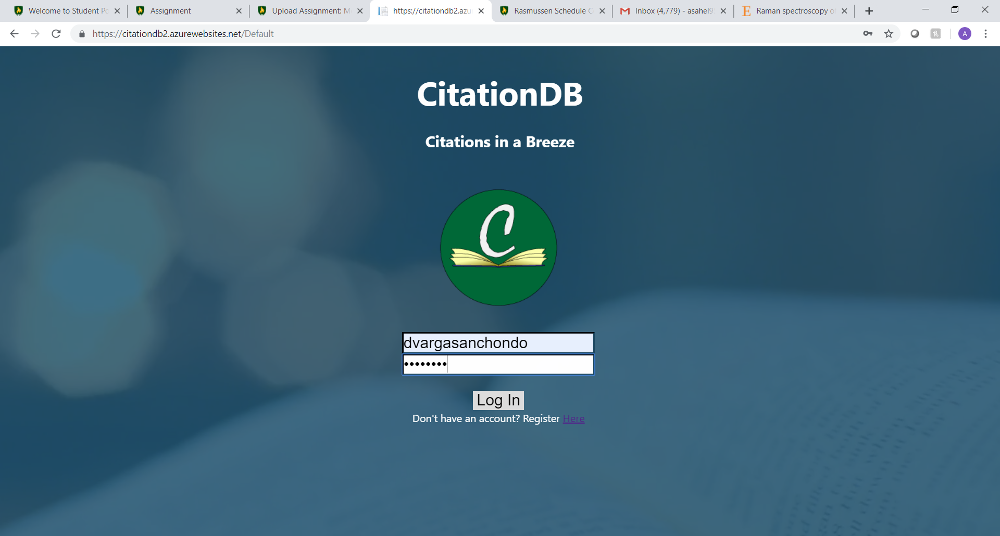 Welcome to Student Po
Assignment
Upload Assignment: M
https://citationdb2.azu
Rasmussen Schedule C
Inbox (4,779) - asahel9
Raman spectroscopy o
https://citationdb2.azurewebsites.net/Default
A
CitationDB
Citations in a Breeze
C
dvargasanchondo
••••••••
Log In
Don't have an account? Register Here